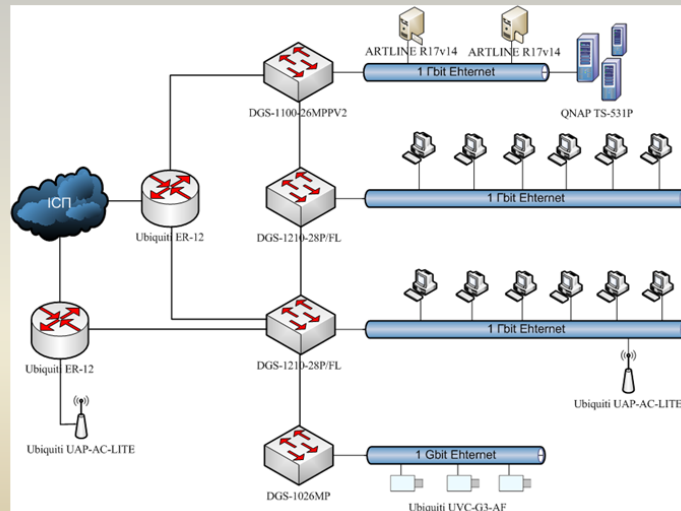 ARTLINE R17v14
ARTLINE R17v14
1 Гbit Ehternet
DGS-1100-26MPPV2
QNAP TS-531P
ІСП
Ubiquiti ER-12
1 Гbit Ehternet
DGS-1210-28P/FL
Ubiquiti ER-12
1 Гbit Ehternet
DGS-1210-28P/FL
Ubiquiti UAP-AC-LITE
Ubiquiti UAP-AC-LITE
1 Gbit Ehternet
DGS-1026MP
Ubiquiti UVC-G3-AF